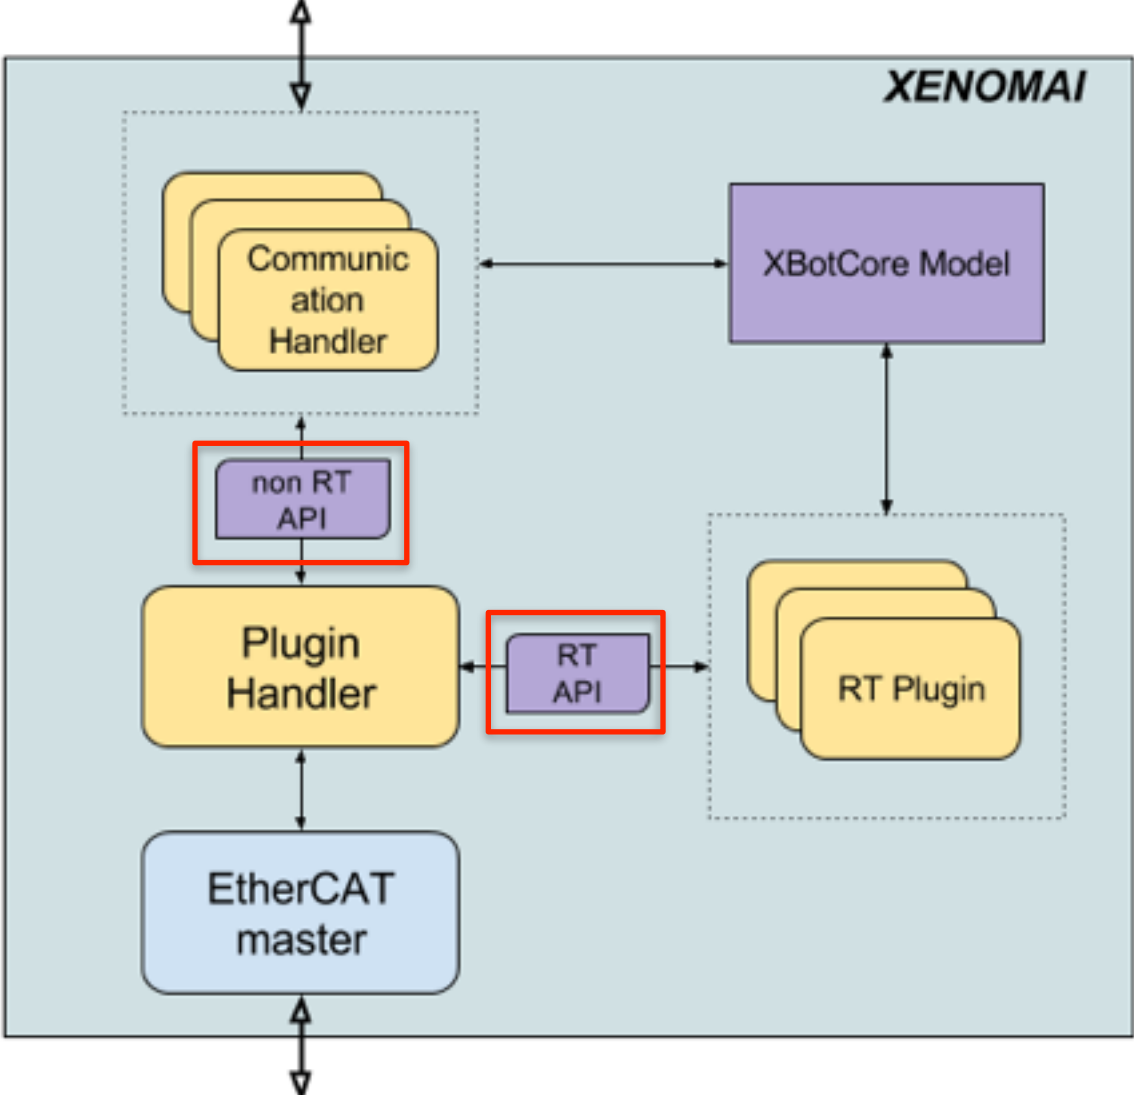 XENOMAI
Communic
ation
Handler
XBotCore Model
non RT
API
Plugin
Handler
RT
API
RT Plugin
EtherCAT
master